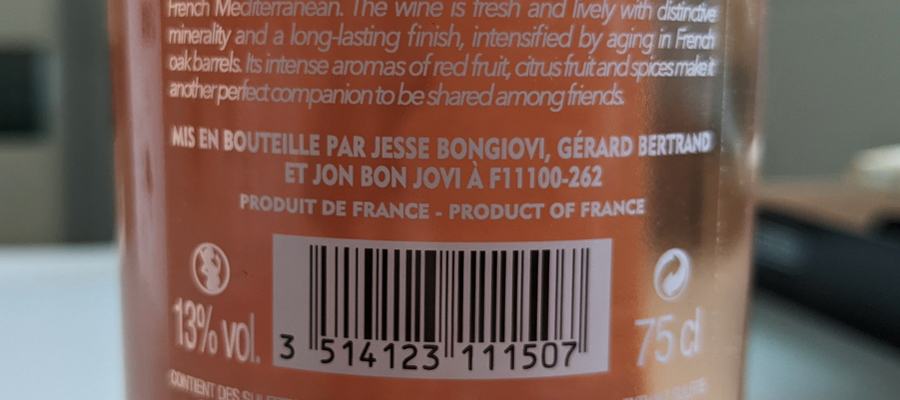 French Mediterranean. The wine is fresh and lively with distinctive
minerality and a long-lasting finish, intensified by aging in French
oak barrels. Its intense aromas of red fruit, citrus fruit and spices make it
another perfect companion to be shared among friends.
MIS EN BOUTEILLE PAR JESSE BONGIOVI, GÉRARD BERTRAND
ET JON BON JOVI À F11100-262
PRODUIT DE FRANCE - PRODUCT OF FRANCE
13% vol.
3 514123 111507
75 cl
CONTIENT DES